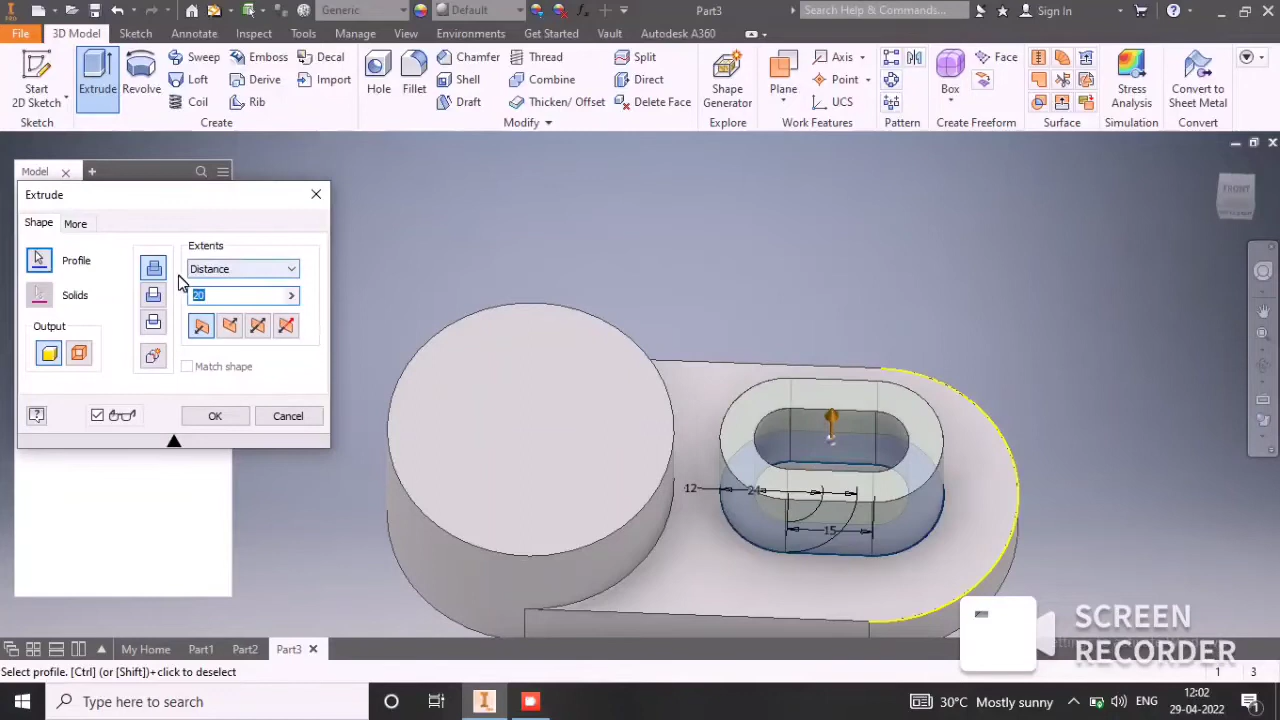 Generic
Default
Part3
Search Help & Commands...
Sign In
File
3D Model
Sketch
Annotate
Inspect
Tools
Manage
View
Environments
Get Started
Vault
Autodesk A360
Start
2D Sketch
Extrude
Revolve
Sweep
Emboss
Decal
Loft
Derive
Import
Coil
Rib
Hole
Fillet
Chamfer
Thread
Split
Shell
Combine
Direct
Draft
Thicken/ Offset
Delete Face
Shape
Generator
Plane
Axis
Point
UCS
Box
Face
Stress
Analysis
Convert to
Sheet Metal
Sketch
Create
Modify
Explore
Work Features
Pattern
Create Freeform
Surface
Simulation
Convert
Model
FRONT
Extrude
Shape
More
Profile
Solids
Output
Extents
Distance
20
Match shape
OK
Cancel
12
24
15
SCREEN
RECORDER
My Home
Part1
Part2
Part3
Select profile. [Ctrl] (or [Shift])+click to deselect
1
3
Type here to search
30°C Mostly sunny
ENG
12:02
29-04-2022
1